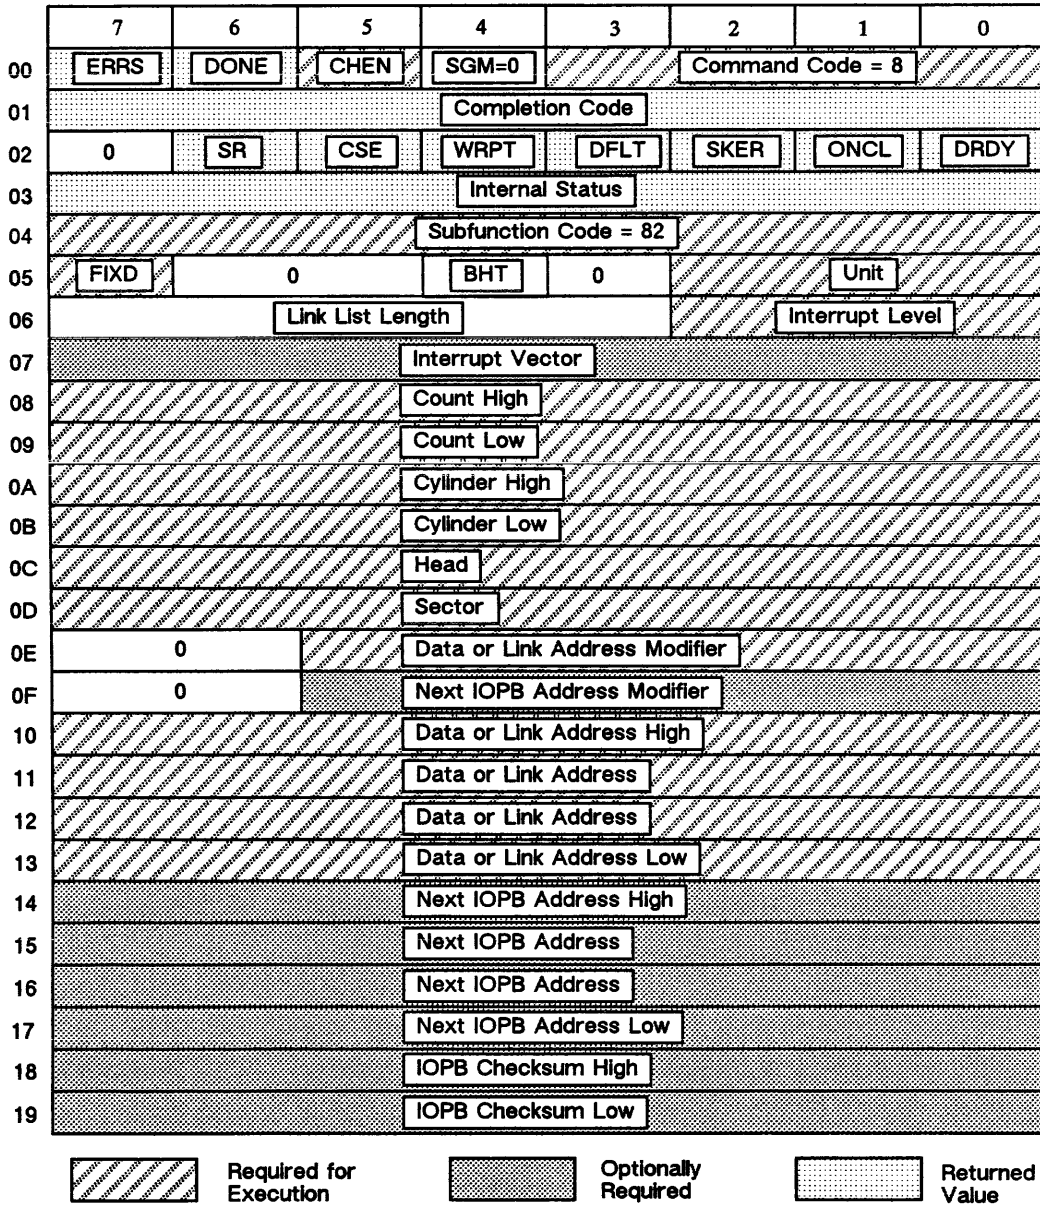 7 6 5 4 3 2 1 0
00 ERRS DONE CHEN SGM=0 Command Code = 8
01 Completion Code
02 0 SR CSE WRPT DFLT SKER ONCL DRDY
03 Internal Status
04 Subfunction Code = 82
05 FIXD 0 BHT 0 Unit
06 Link List Length Interrupt Level
07 Interrupt Vector
08 Count High
09 Count Low
0A Cylinder High
0B Cylinder Low
0C Head
0D Sector
0E 0 Data or Link Address Modifier
0F 0 Next IOPB Address Modifier
10 Data or Link Address High
11 Data or Link Address
12 Data or Link Address
13 Data or Link Address Low
14 Next IOPB Address High
15 Next IOPB Address
16 Next IOPB Address
17 Next IOPB Address Low
18 IOPB Checksum High
19 IOPB Checksum Low
Required for
Execution
Optionally
Required
Returned
Value